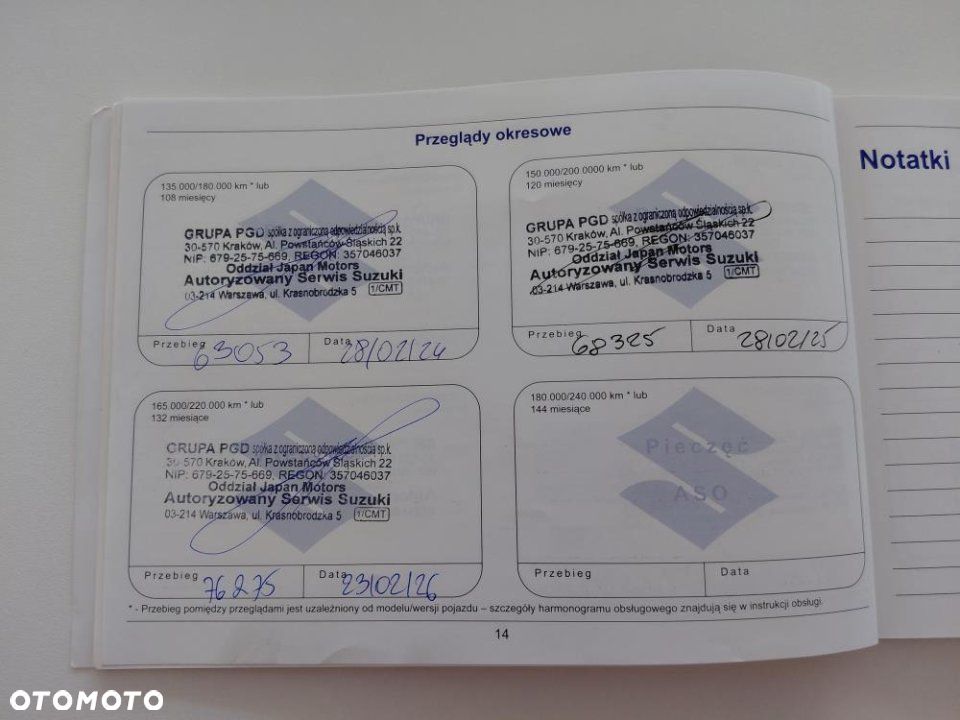 Przeglądy okresowe
Notatki
135.000/180.000 km * lub
108 miesięcy
GRUPA PGD spółka z ograniczoną odpowiedzialnością sp.k.
30-570 Kraków, Al. Powstańców Śląskich 22
NIP: 679-25-75-669, REGON: 357046037
Oddział Japan Motors
Autoryzowany Serwis Suzuki
03-214 Warszawa, ul. Krasnobrodzka 5 1/CMT
Przebieg 63053
Data 28/02/24
150.000/200.0000 km * lub
120 miesięcy
GRUPA PGD spółka z ograniczoną odpowiedzialnością sp.k.
30-570 Kraków, Al. Powstańców Śląskich 22
NIP: 679-25-75-669, REGON: 357046037
Oddział Japan Motors
Autoryzowany Serwis Suzuki
03-214 Warszawa, ul. Krasnobrodzka 5 1/CMT
Przebieg 68325
Data 28/02/25
165.000/220.000 km * lub
132 miesiące
GRUPA PGD spółka z ograniczoną odpowiedzialnością sp.k.
30-570 Kraków, Al. Powstańców Śląskich 22
NIP: 679-25-75-669, REGON: 357046037
Oddział Japan Motors
Autoryzowany Serwis Suzuki
03-214 Warszawa, ul. Krasnobrodzka 5 1/CMT
Przebieg 76275
Data 23/02/26
180.000/240.000 km * lub
144 miesiące
Pieczęć
ASO
Przebieg
Data
* - Przebieg pomiędzy przeglądami jest uzależniony od modelu/wersji pojazdu – szczegóły harmonogramu obsługowego znajdują się w instrukcji obsługi.
14
OTOMOTO